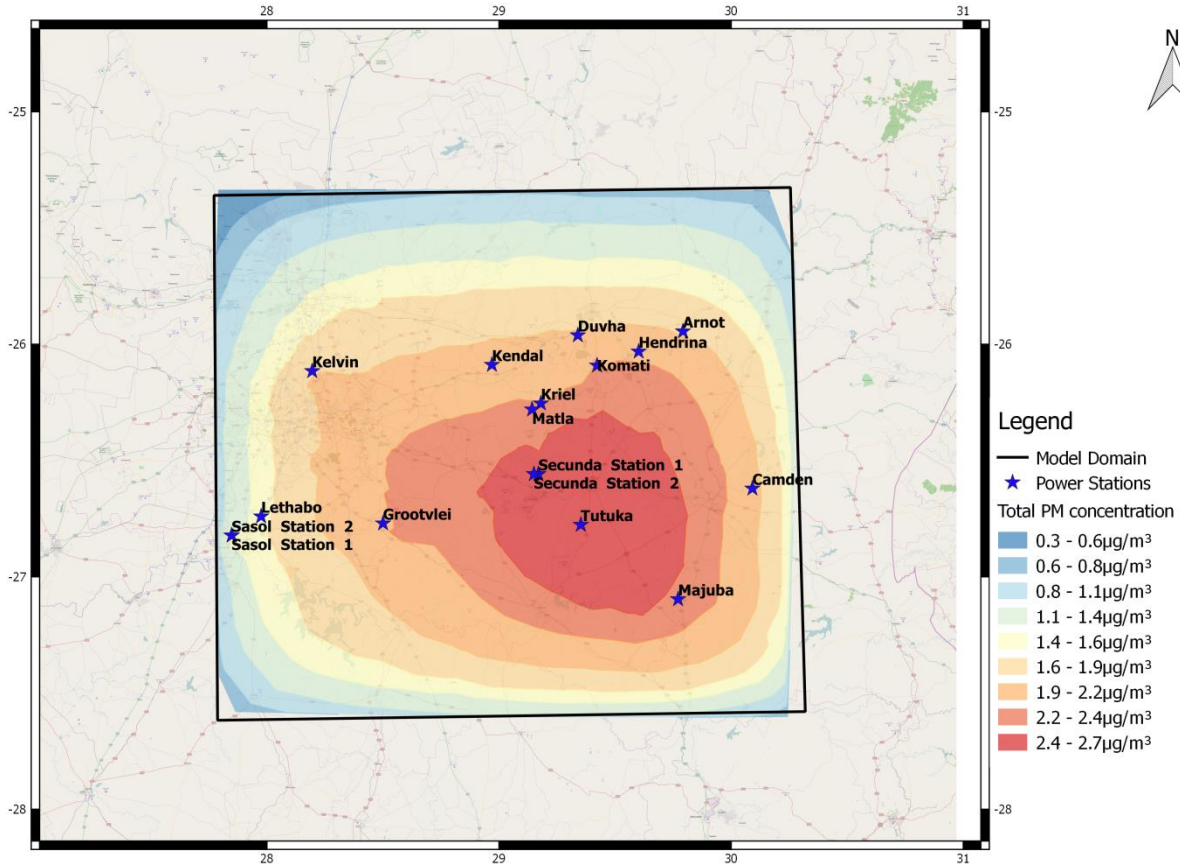 28 29 30 31
N
-25 -25
Duvha
Arnot
Hendrina
-26 -26
Kendal
Komati
Kelvin
Kriel
Matla
Secunda Station 1
Secunda Station 2
Camden
Lethabo
Grootvlei
Tutuka
Sasol Station 2
Sasol Station 1
-27
Majuba
-28 -28
28 29 30 31
Legend
Model Domain
Power Stations
Total PM concentration
0.3 - 0.6µg/m³
0.6 - 0.8µg/m³
0.8 - 1.1µg/m³
1.1 - 1.4µg/m³
1.4 - 1.6µg/m³
1.6 - 1.9µg/m³
1.9 - 2.2µg/m³
2.2 - 2.4µg/m³
2.4 - 2.7µg/m³